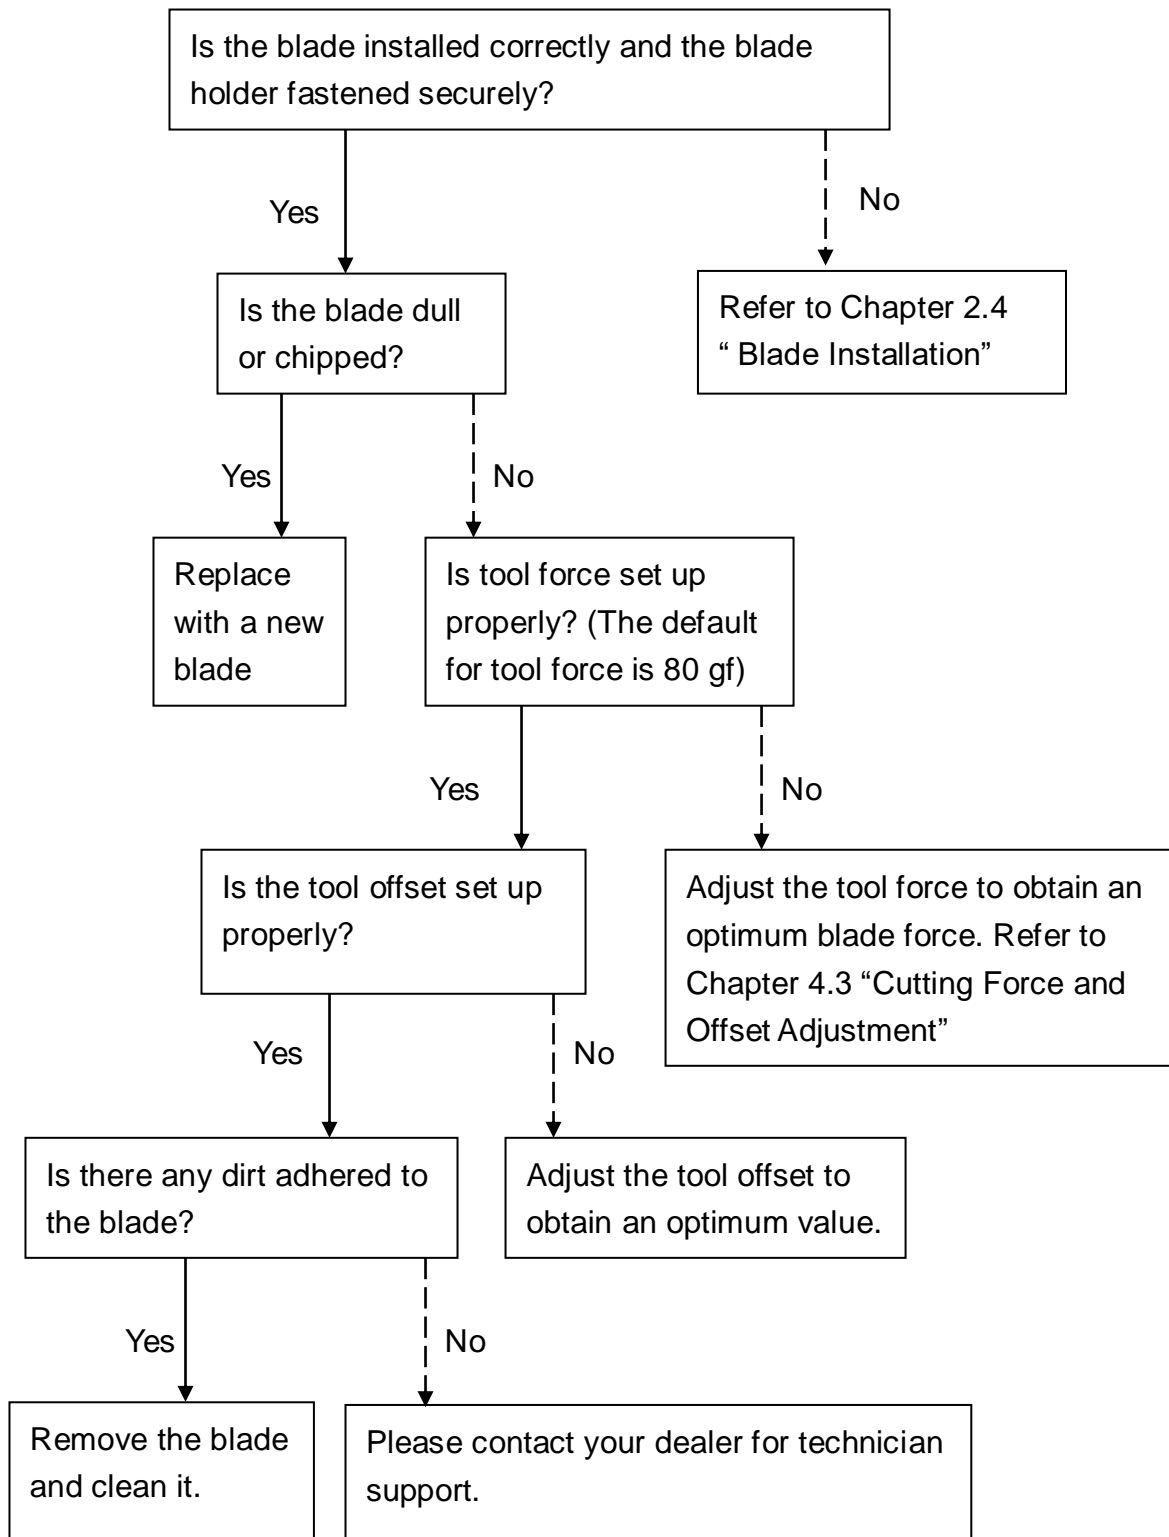 Is the blade installed correctly and the blade
holder fastened securely?
Yes
No
Is the blade dull
or chipped?
Refer to Chapter 2.4
“ Blade Installation”
Yes
No
Replace
with a new
blade
Is tool force set up
properly? (The default
for tool force is 80 gf)
Yes
No
Is the tool offset set up
properly?
Adjust the tool force to obtain an
optimum blade force. Refer to
Chapter 4.3 “Cutting Force and
Offset Adjustment”
Yes
No
Is there any dirt adhered to
the blade?
Adjust the tool offset to
obtain an optimum value.
Yes
No
Remove the blade
and clean it.
Please contact your dealer for technician
support.